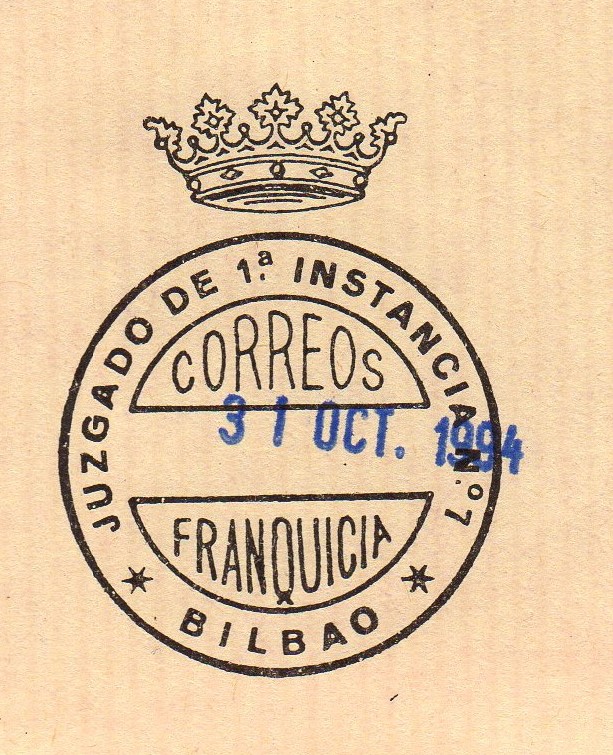 JUZGADO DE 1.ª INSTANCIA N.º 7
CORREOS
31 OCT. 1994
FRANQUICIA
BILBAO